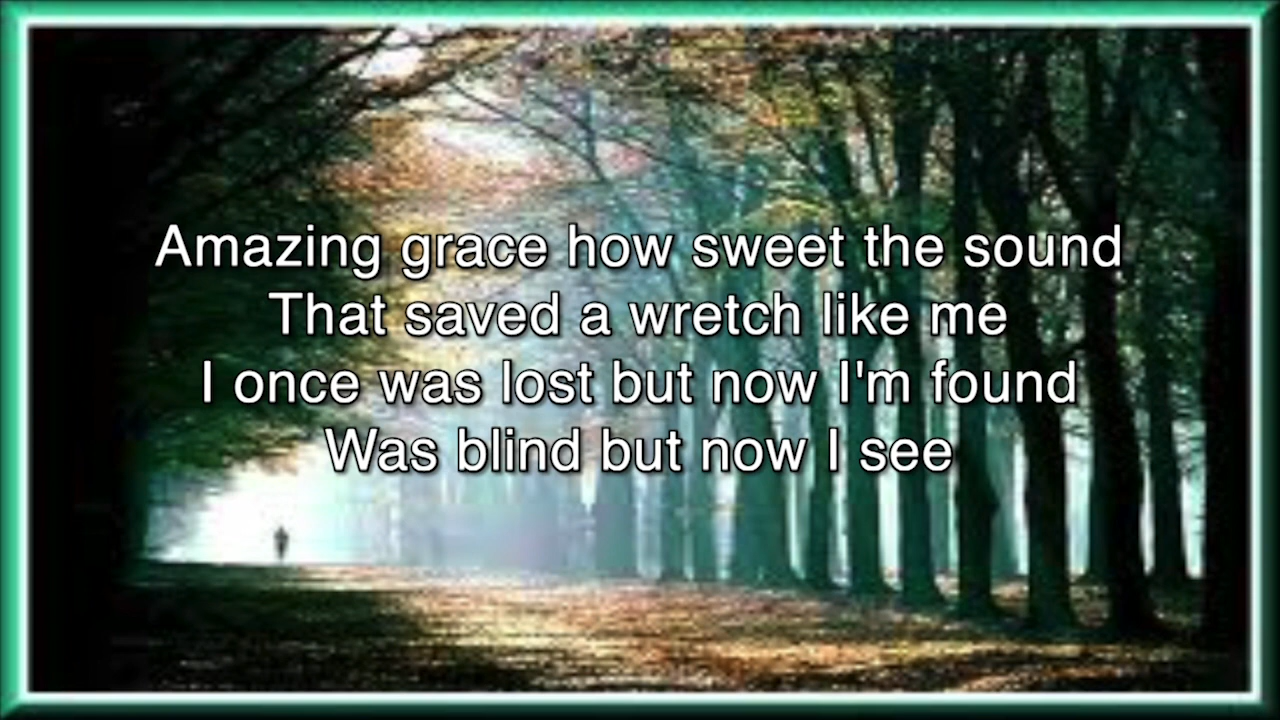 Amazing grace how sweet the sound
That saved a wretch like me
I once was lost but now I'm found
Was blind but now I see